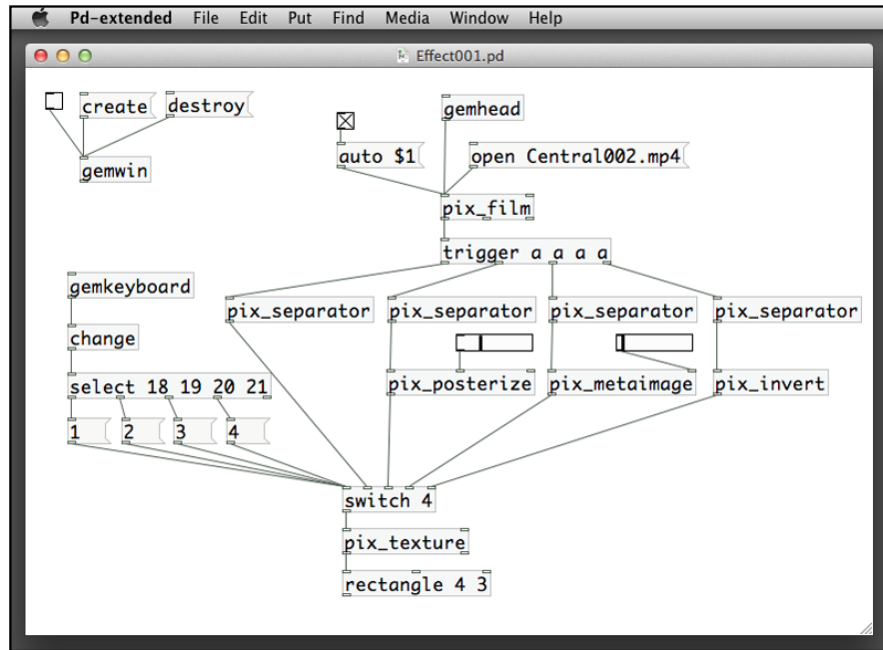 Pd-extended File Edit Put Find Media Window Help
Effect001.pd
create destroy
gemhead
auto $1 open Central002.mp4
gemwin
pix_film
trigger a a a a
gemkeyboard
pix_separator pix_separator pix_separator pix_separator
change
select 18 19 20 21 pix_posterize pix_metaimage pix_invert
1 2 3 4
switch 4
pix_texture
rectangle 4 3